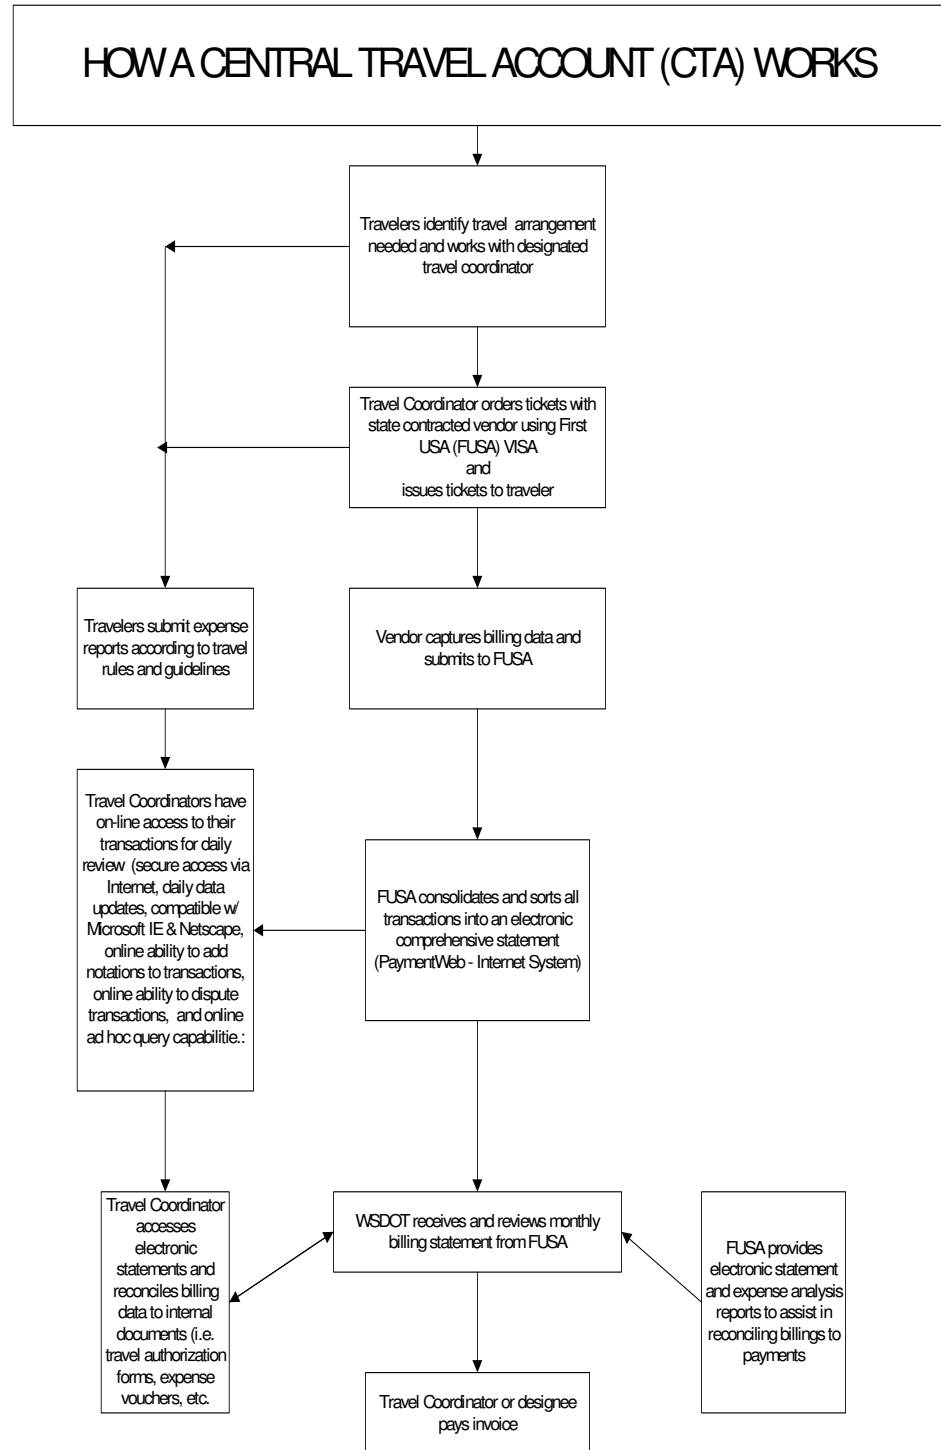 HOW A CENTRAL TRAVEL ACCOUNT (CTA) WORKS
Travelers identify travel arrangement
needed and works with designated
travel coordinator
Travel Coordinator orders tickets with
state contracted vendor using First
USA (FUSA) VISA
and
issues tickets to traveler
Travelers submit expense
reports according to travel
rules and guidelines
Vendor captures billing data and
submits to FUSA
Travel Coordinators have
on-line access to their
transactions for daily
review (secure access via
Internet, daily data
updates, compatible w/
Microsoft IE & Netscape,
online ability to add
notations to transactions,
online ability to dispute
transactions, and online
ad hoc query capabilitie.:
FUSA consolidates and sorts all
transactions into an electronic
comprehensive statement
(PaymentWeb - Internet System)
Travel Coordinator
accesses
electronic
statements and
reconciles billing
data to internal
documents (i.e.
travel authorization
forms, expense
vouchers, etc.
WSDOT receives and reviews monthly
billing statement from FUSA
FUSA provides
electronic statement
and expense analysis
reports to assist in
reconciling billings to
payments
Travel Coordinator or designee
pays invoice